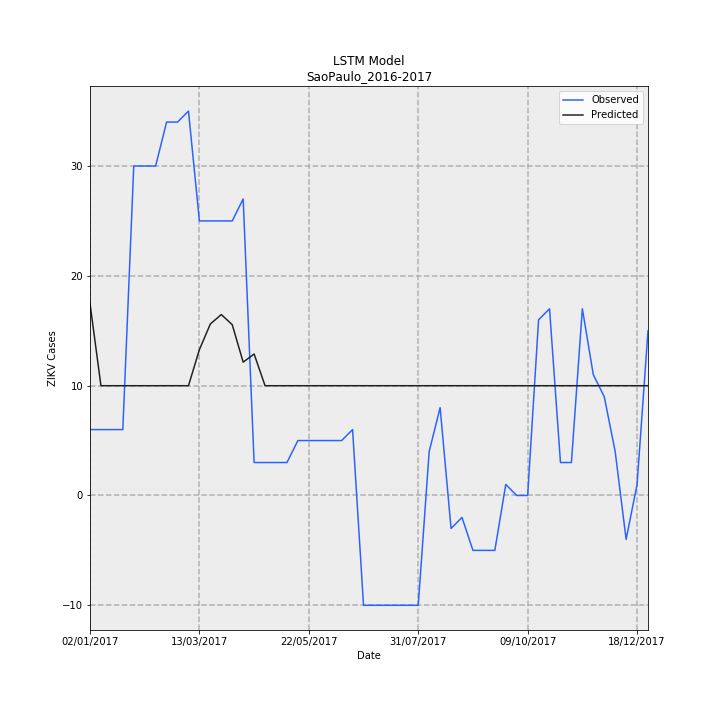 LSTM Model
SaoPaulo_2016-2017
Observed
Predicted
ZIKV Cases
30
20
10
0
−10
02/01/2017
13/03/2017
22/05/2017
31/07/2017
09/10/2017
18/12/2017
Date